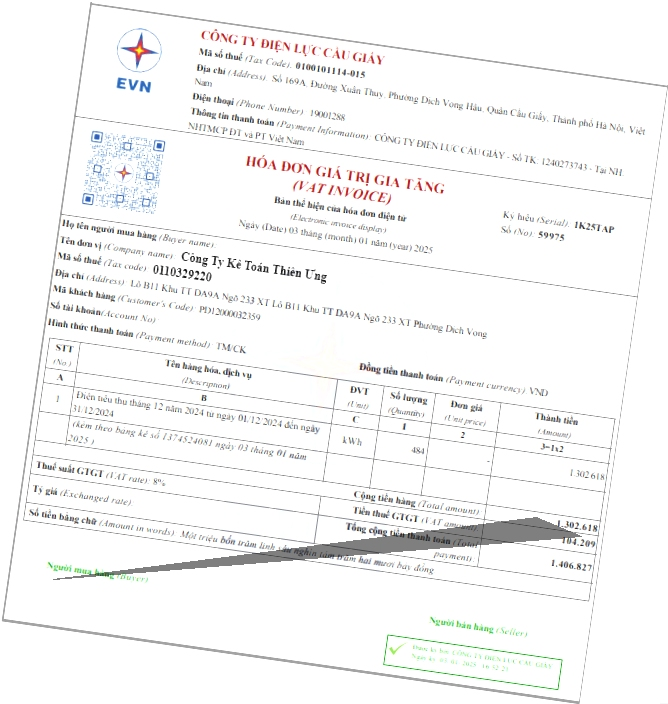 EVN
CÔNG TY ĐIỆN LỰC CẦU GIẤY
Mã số thuế (Tax Code): 0100101114-015
Địa chỉ (Address): Số 169A, Đường Xuân Thuỷ, Phường Dịch Vọng Hậu, Quận Cầu Giấy, Thành phố Hà Nội, Việt
Nam
Điện thoại (Phone Number): 19001288
Thông tin thanh toán (Payment Information): CÔNG TY ĐIỆN LỰC CẦU GIẤY - Số TK: 1240273743 - Tại NH
NHTMCP ĐT và PT Việt Nam
HÓA ĐƠN GIÁ TRỊ GIA TĂNG
(VAT INVOICE)
Bản thể hiện của hóa đơn điện tử
(Electronic invoice display)
Ngày (Date) 03 tháng (month) 01 năm (year) 2025
Ký hiệu (Serial): 1K25TAP
Số (No): 59975
Họ tên người mua hàng (Buyer name):
Tên đơn vị (Company name): Công Ty Kế Toán Thiên Ưng
Mã số thuế (Tax code): 0110329220
Địa chỉ (Address): Lô B11 Khu TT DA9A Ngõ 233 XT Lô B11 Khu TT DA9A Ngõ 233 XT Phường Dịch Vọng
Mã khách hàng (Customer's Code): PD12000032359
Số tài khoản(Account No):
Hình thức thanh toán (Payment method): TM/CK
Đồng tiền thanh toán (Payment currency): VND
STT (No.) Tên hàng hóa, dịch vụ (Description) ĐVT (Unit) Số lượng (Quantity) Đơn giá (Unit price) Thành tiền (Amount)
A B C 1 2 3=1x2
1 Điện tiêu thụ tháng 12 năm 2024 từ ngày 01/12/2024 đến ngày
31/12/2024
(kèm theo bảng kê số 1374524081 ngày 03 tháng 01 năm
2025 )
kWh 484 - 1.302.618
Cộng tiền hàng (Total amount): 1.302.618
Thuế suất GTGT (VAT rate): 8% Tiền thuế GTGT (VAT amount): 104.209
Tỷ giá (Exchanged rate): Tổng cộng tiền thanh toán (Total payment): 1.406.827
Số tiền bằng chữ (Amount in words): Một triệu bốn trăm linh sáu nghìn tám trăm hai mươi bảy đồng
Người mua hàng (Buyer)
Người bán hàng (Seller)
Được ký bởi: CÔNG TY ĐIỆN LỰC CẦU GIẤY